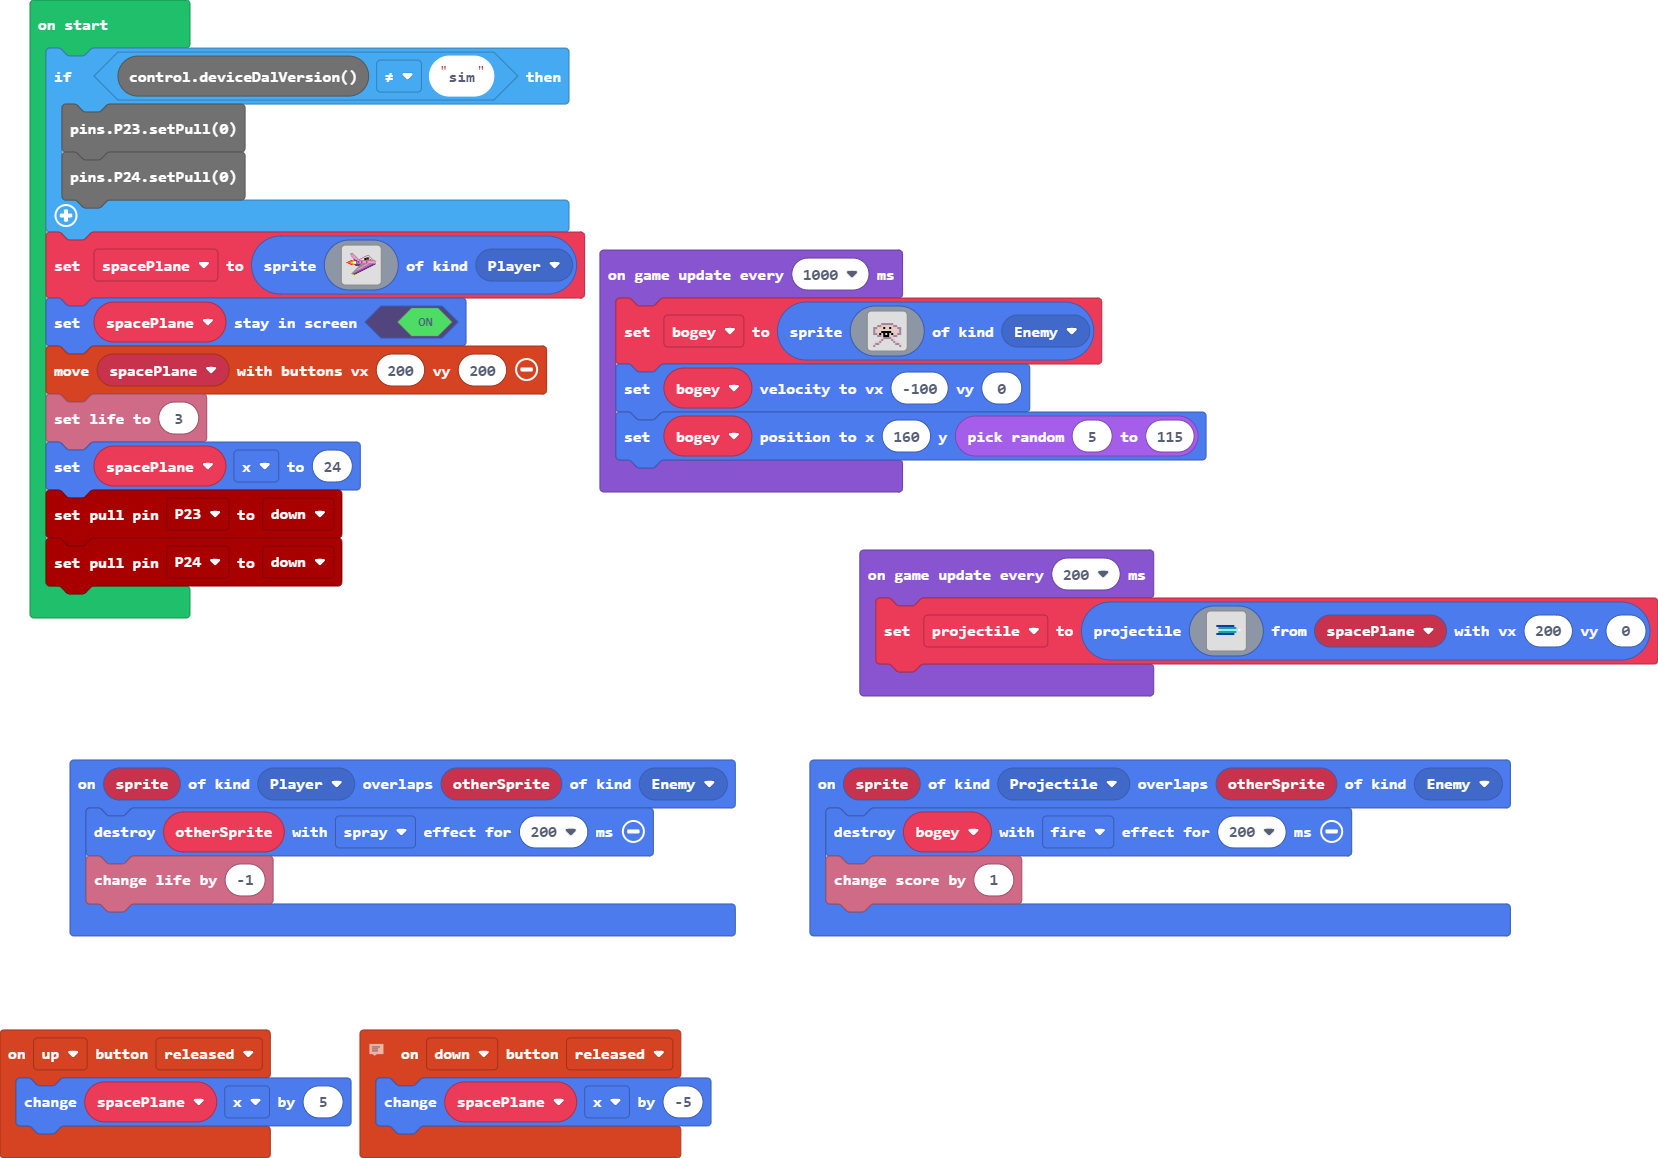 on start
if control.deviceDalVersion() ≠ "sim" then
pins.P23.setPull(0)
pins.P24.setPull(0)
set spacePlane to sprite of kind Player
set spacePlane stay in screen ON
move spacePlane with buttons vx 200 vy 200
set life to 3
set spacePlane x to 24
set pull pin P23 to down
set pull pin P24 to down
on game update every 1000 ms
set bogey to sprite of kind Enemy
set bogey velocity to vx -100 vy 0
set bogey position to x 160 y pick random 5 to 115
on game update every 200 ms
set projectile to projectile from spacePlane with vx 200 vy 0
on sprite of kind Player overlaps otherSprite of kind Enemy
destroy otherSprite with spray effect for 200 ms
change life by -1
on sprite of kind Projectile overlaps otherSprite of kind Enemy
destroy bogey with fire effect for 200 ms
change score by 1
on up button released
change spacePlane x by 5
on down button released
change spacePlane x by -5